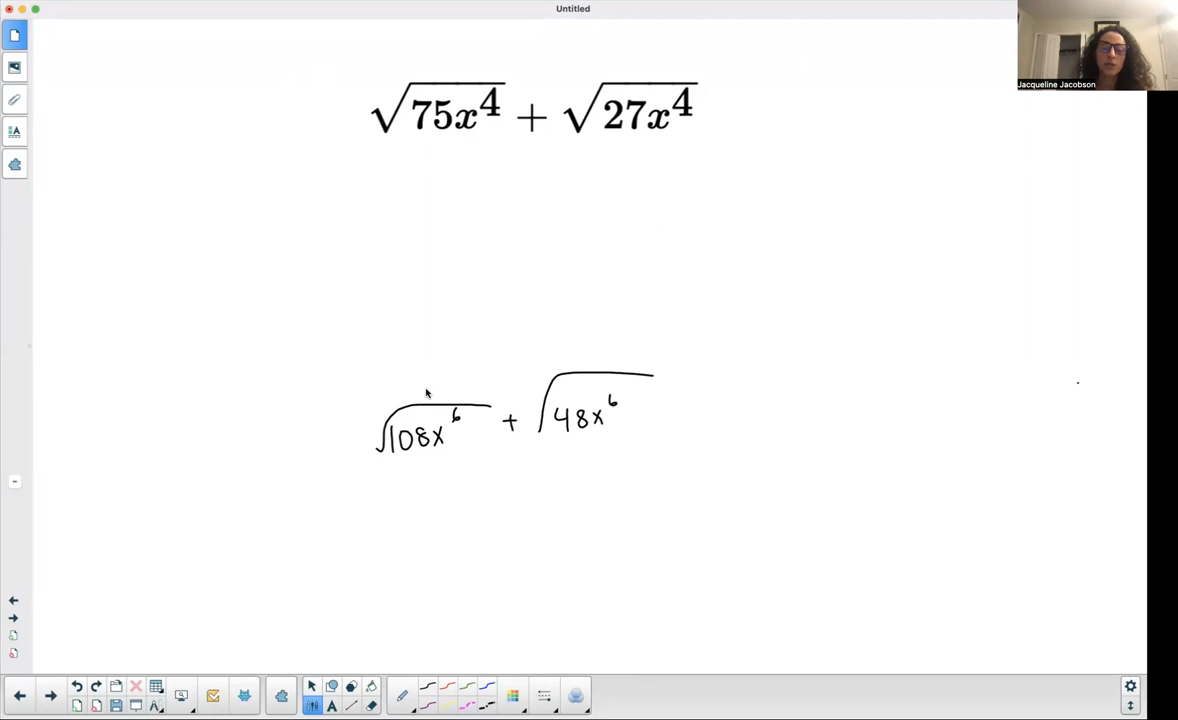 Untitled
Jacqueline Jacobson
√75x⁴ + √27x⁴
√108x⁶ + √48x⁶